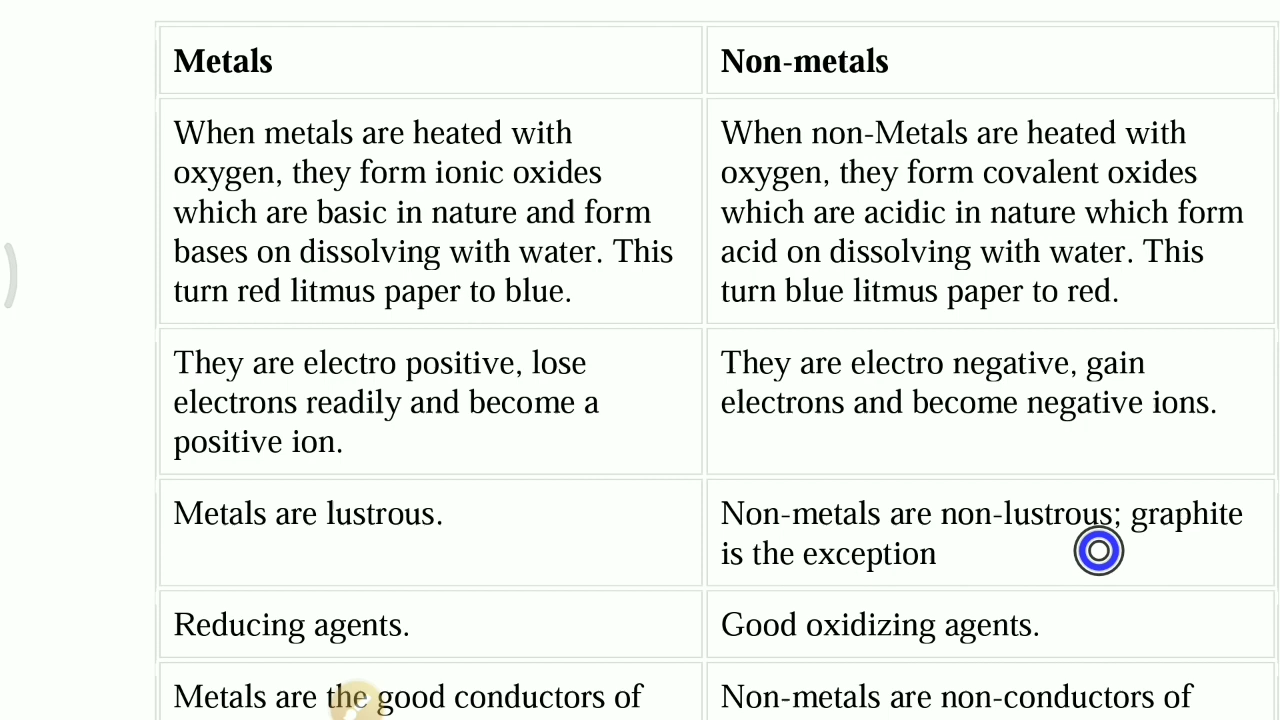 Metals
Non-metals
When metals are heated with
oxygen, they form ionic oxides
which are basic in nature and form
bases on dissolving with water. This
turn red litmus paper to blue.
When non-Metals are heated with
oxygen, they form covalent oxides
which are acidic in nature which form
acid on dissolving with water. This
turn blue litmus paper to red.
They are electro positive, lose
electrons readily and become a
positive ion.
They are electro negative, gain
electrons and become negative ions.
Metals are lustrous.
Non-metals are non-lustrous; graphite
is the exception
Reducing agents.
Good oxidizing agents.
Metals are the good conductors of
Non-metals are non-conductors of